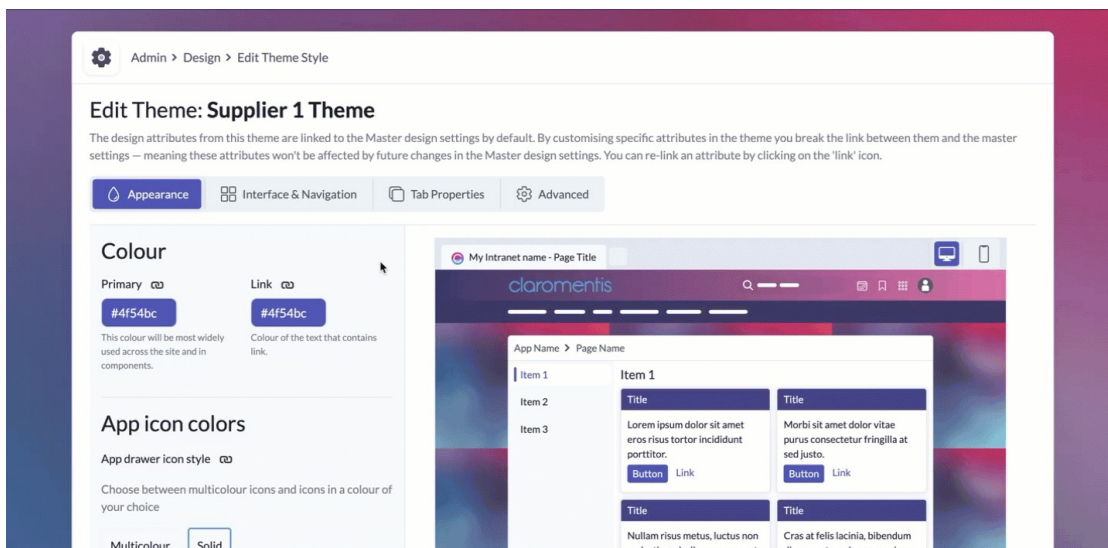 Admin > Design > Edit Theme Style
Edit Theme: Supplier 1 Theme
The design attributes from this theme are linked to the Master design settings by default. By customising specific attributes in the theme you break the link between them and the master
settings — meaning these attributes won't be affected by future changes in the Master design settings. You can re-link an attribute by clicking on the 'link' icon.
Appearance
Interface & Navigation
Tab Properties
Advanced
Colour
Primary
Link
#4f54bc
#4f54bc
This colour will be most widely
used across the site and in
components.
Colour of the text that contains
link.
App icon colors
App drawer icon style
Choose between multicolour icons and icons in a colour of
your choice
Multicolour
Solid
My Intranet name - Page Title
claromentis
App Name > Page Name
Item 1
Item 2
Item 3
Item 1
Title
Lorem ipsum dolor sit amet
eros risus tortor incididunt
porttitor.
Button
Link
Title
Morbi sit amet dolor vitae
purus consectetur fringilla at
sed justo.
Button
Link
Title
Nullam risus metus, luctus non
Title
Cras at felis lacinia, bibendum